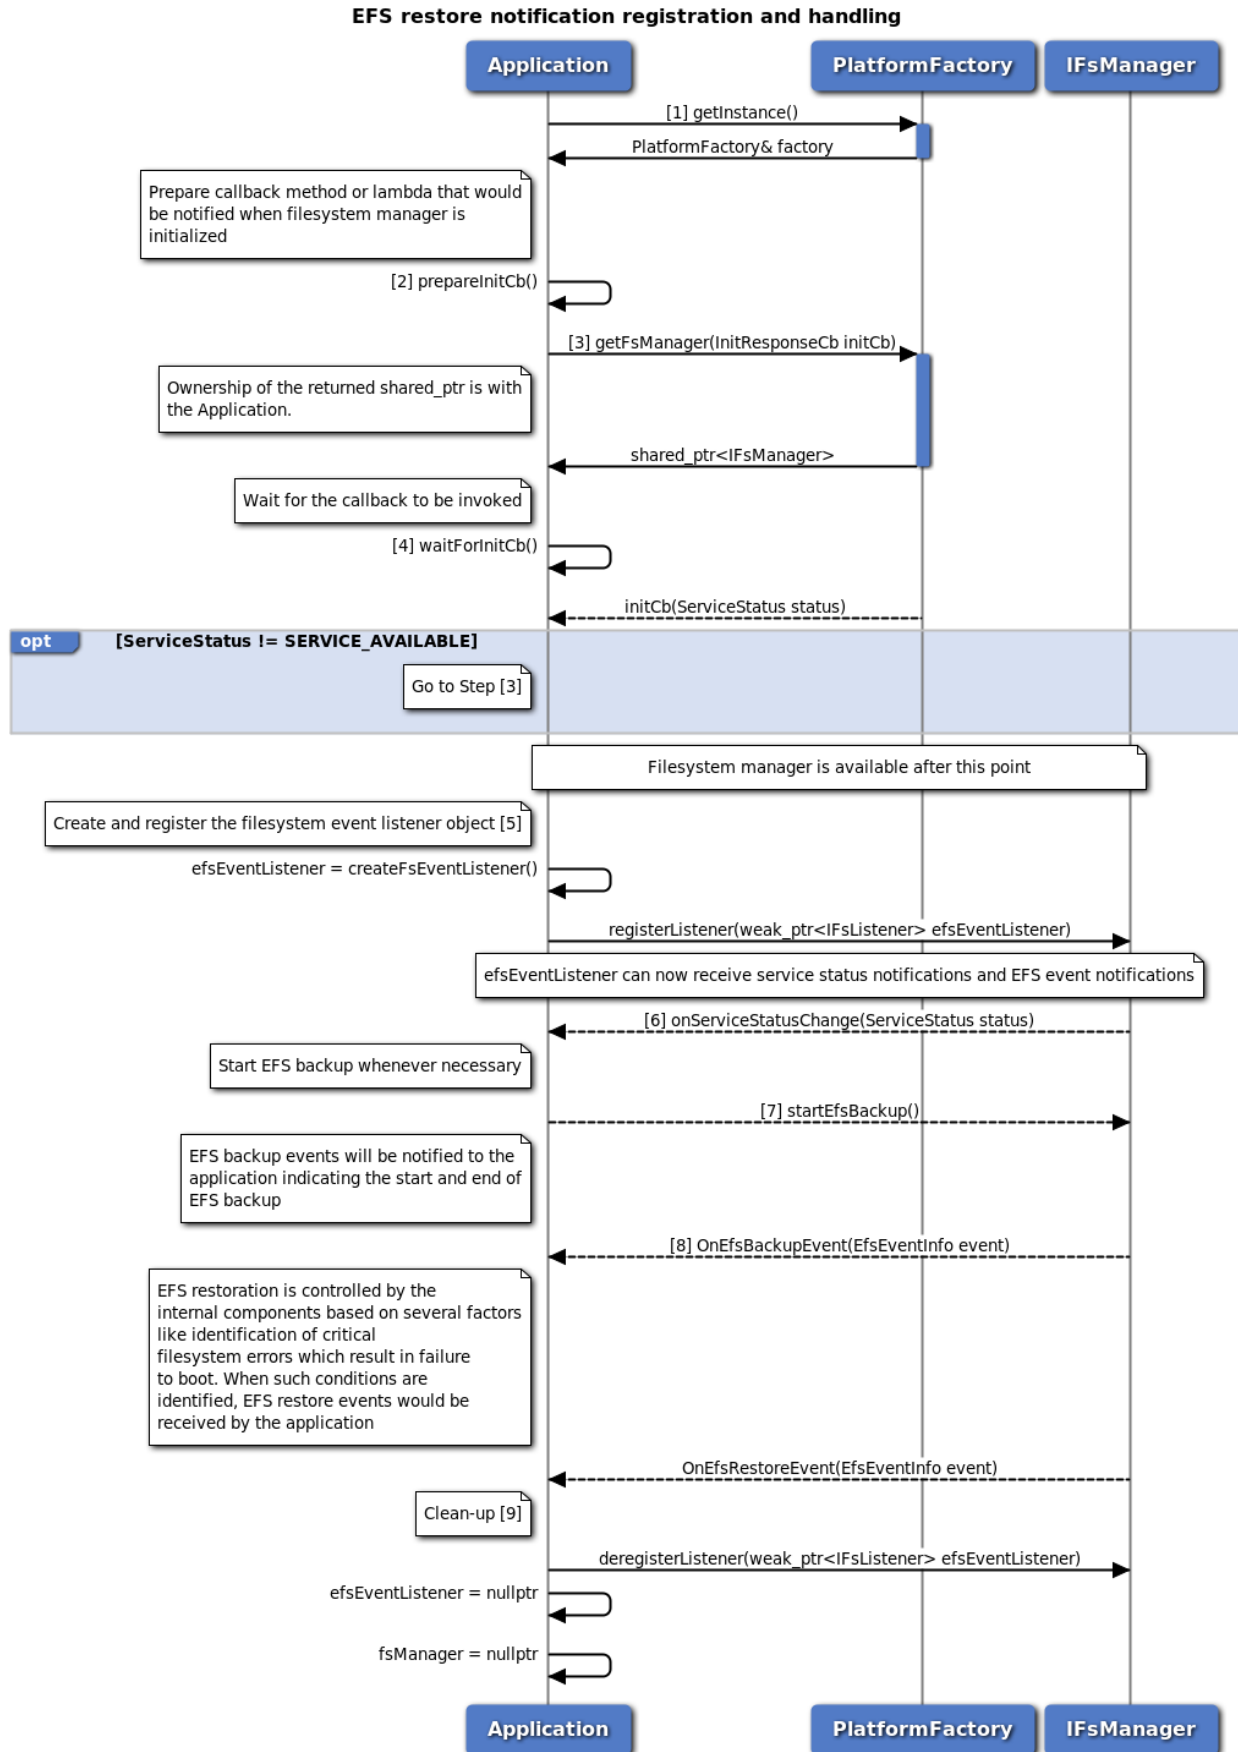 EFS restore notification registration and handling
Application
PlatformFactory
IFsManager
[1] getInstance()
PlatformFactory& factory
Prepare callback method or lambda that would
be notified when filesystem manager is
initialized
[2] prepareInitCb()
[3] getFsManager(InitResponseCb initCb)
Ownership of the returned shared_ptr is with
the Application.
shared_ptr<IFsManager>
Wait for the callback to be invoked
[4] waitForInitCb()
initCb(ServiceStatus status)
opt
[ServiceStatus != SERVICE_AVAILABLE]
Go to Step [3]
Filesystem manager is available after this point
Create and register the filesystem event listener object [5]
efsEventListener = createFsEventListener()
registerListener(weak_ptr<IFsListener> efsEventListener)
efsEventListener can now receive service status notifications and EFS event notifications
[6] onServiceStatusChange(ServiceStatus status)
Start EFS backup whenever necessary
[7] startEfsBackup()
EFS backup events will be notified to the
application indicating the start and end of
EFS backup
[8] OnEfsBackupEvent(EfsEventInfo event)
EFS restoration is controlled by the
internal components based on several factors
like identification of critical
filesystem errors which result in failure
to boot. When such conditions are
identified, EFS restore events would be
received by the application
OnEfsRestoreEvent(EfsEventInfo event)
Clean-up [9]
deregisterListener(weak_ptr<IFsListener> efsEventListener)
efsEventListener = nullptr
fsManager = nullptr
Application
PlatformFactory
IFsManager